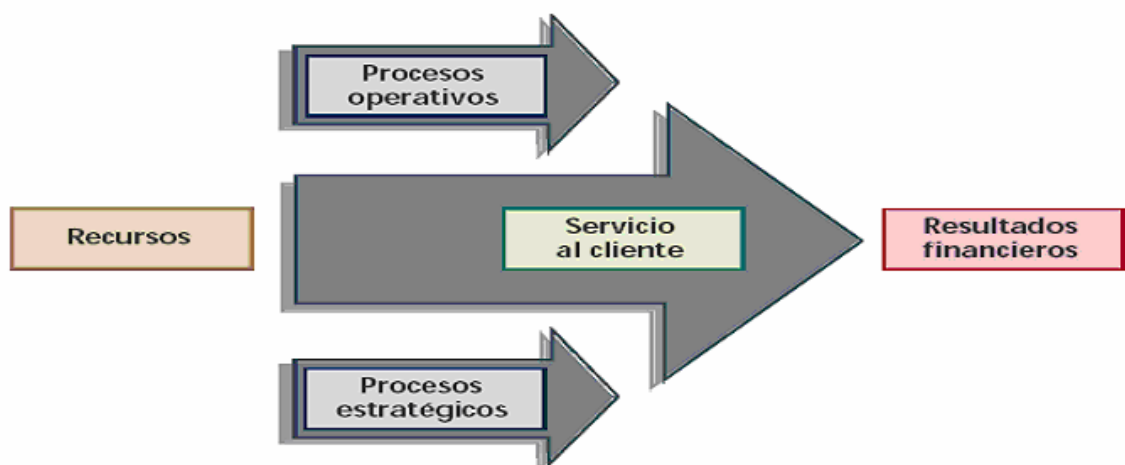 Procesos
operativos
Recursos
Servicio
al cliente
Resultados
financieros
Procesos
estratégicos